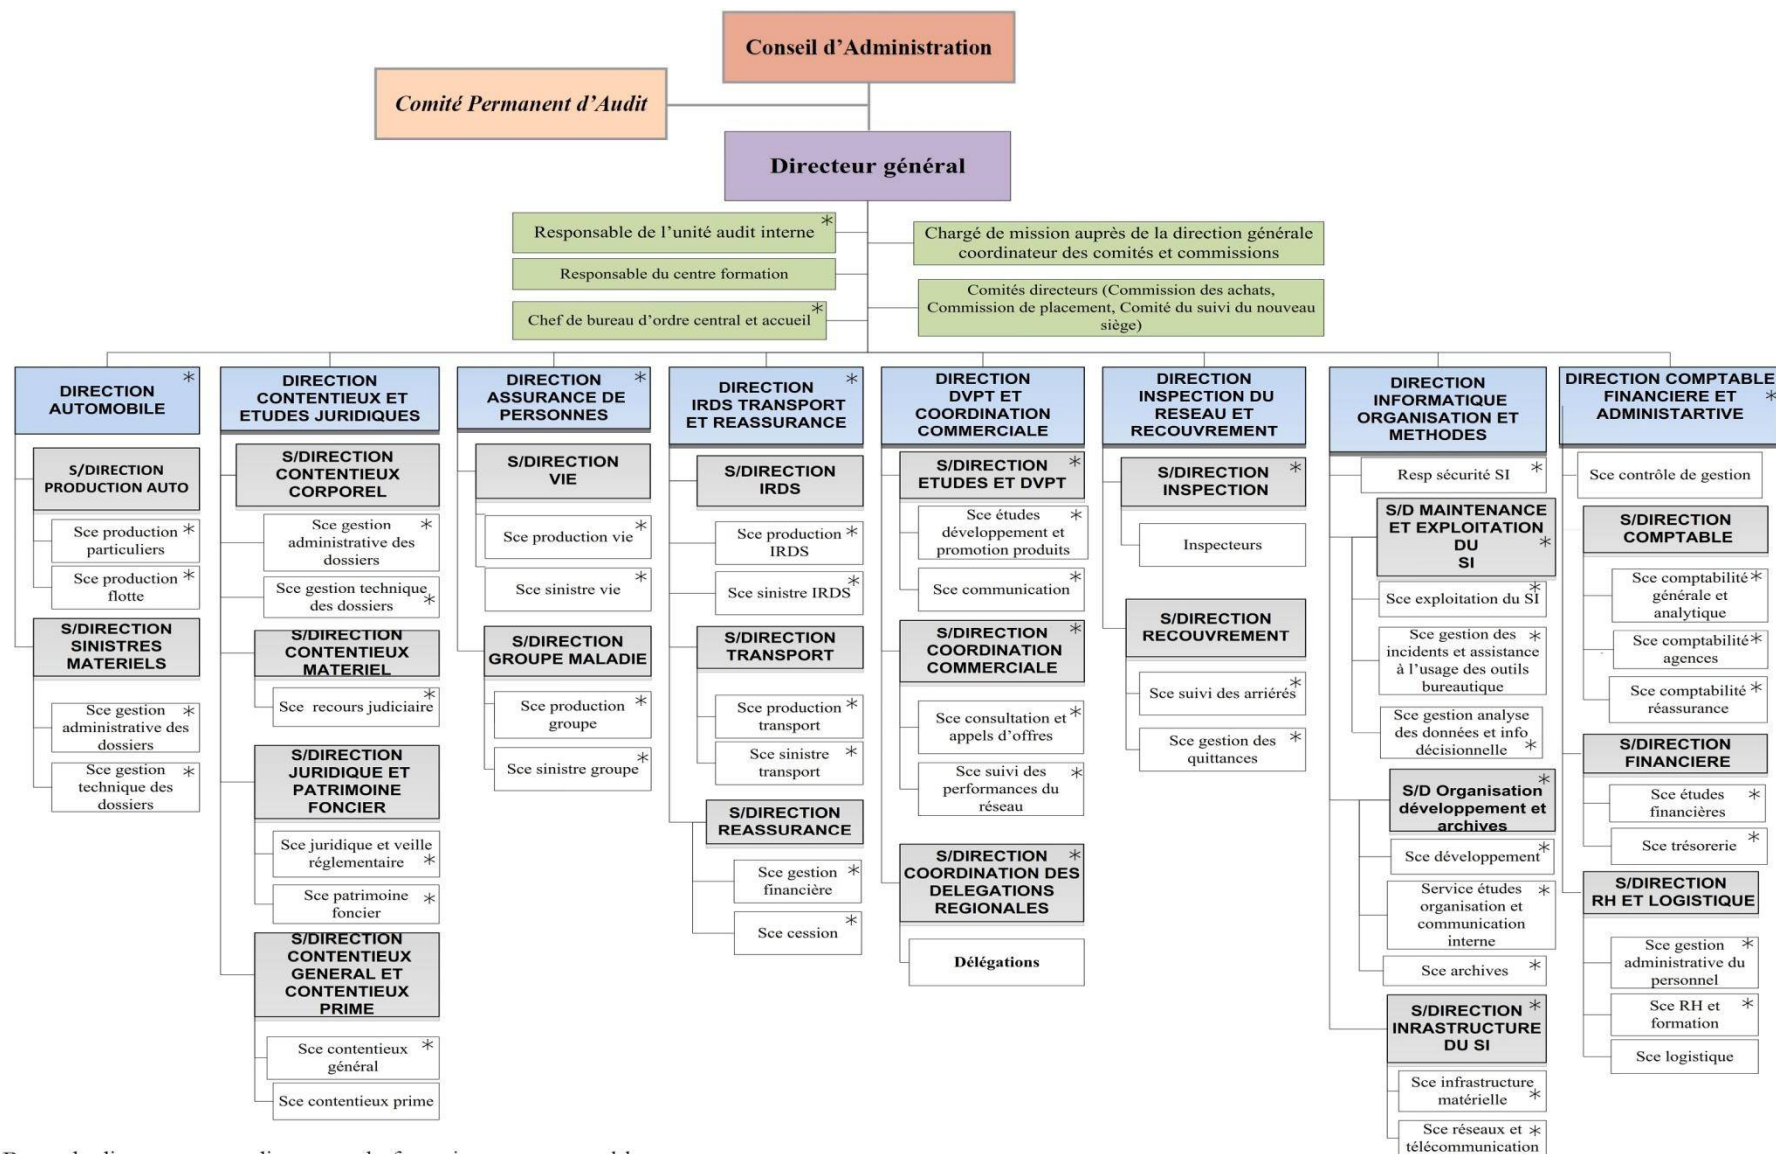 Conseil d’Administration
Comité Permanent d’Audit
Directeur général
Responsable de l’unité audit interne *
Chargé de mission auprès de la direction générale
coordinateur des comités et commissions
Responsable du centre formation
Comités directeurs (Commission des achats,
Commission de placement, Comité du suivi du nouveau
siège)
Chef de bureau d’ordre central et accueil *
DIRECTION *
AUTOMOBILE
S/DIRECTION
PRODUCTION AUTO
Sce production *
particuliers
Sce production *
flotte
S/DIRECTION
SINISTRES
MATERIELS
Sce gestion *
administrative des
dossiers
Sce gestion *
technique des
dossiers
DIRECTION
CONTENTIEUX ET
ETUDES JURIDIQUES
S/DIRECTION
CONTENTIEUX
CORPOREL
Sce gestion *
administrative des
dossiers
Sce gestion technique
des dossiers *
S/DIRECTION
CONTENTIEUX
MATERIEL
Sce recours judiciaire *
S/DIRECTION
JURIDIQUE ET
PATRIMOINE
FONCIER
Sce juridique et veille
réglementaire *
Sce patrimoine
foncier *
S/DIRECTION
CONTENTIEUX
GENERAL ET
CONTENTIEUX
PRIME
Sce contentieux *
général
Sce contentieux prime
DIRECTION *
ASSURANCE DE
PERSONNES
S/DIRECTION
VIE
Sce production vie *
Sce sinistre vie *
S/DIRECTION
GROUPE MALADIE
Sce production *
groupe
Sce sinistre groupe *
DIRECTION *
IRDS TRANSPORT
ET REASSURANCE
S/DIRECTION
IRDS
Sce production *
IRDS
Sce sinistre IRDS *
S/DIRECTION
TRANSPORT
Sce production *
transport
Sce sinistre *
transport
S/DIRECTION
REASSURANCE
Sce gestion *
financière
Sce cession *
DIRECTION
DVPT ET
COORDINATION
COMMERCIALE
S/DIRECTION *
ETUDES ET DVPT
Sce études *
développement et
promotion produits
Sce communication *
S/DIRECTION *
COORDINATION
COMMERCIALE
Sce consultation et *
appels d’offres
Sce suivi des *
performances du
réseau
S/DIRECTION *
COORDINATION DES
DELEGATIONS
REGIONALES
Délégations
DIRECTION
INSPECTION DU
RESEAU ET
RECOUVREMENT
S/DIRECTION *
INSPECTION
Inspecteurs
S/DIRECTION
RECOUVREMENT
Sce suivi des arriérés *
Sce gestion des *
quittances
DIRECTION
INFORMATIQUE
ORGANISATION ET
METHODES
Resp sécurité SI *
S/D MAINTENANCE
ET EXPLOITATION
DU *
SI
Sce exploitation du SI *
Sce gestion des *
incidents et assistance
à l’usage des outils
bureautique
Sce gestion analyse
des données et info
décisionnelle *
S/D Organisation *
développement et
archives
Sce développement *
Service études *
organisation et
communication
interne
Sce archives *
S/DIRECTION *
INRASTRUCTURE
DU SI
Sce infrastructure
matérielle *
Sce réseaux et *
télécommunication
DIRECTION COMPTABLE
FINANCIERE ET *
ADMINISTARTIVE
Sce contrôle de gestion
S/DIRECTION
COMPTABLE
Sce comptabilité *
générale et
analytique
Sce comptabilité *
agences
Sce comptabilité *
réassurance
S/DIRECTION
FINANCIERE
Sce études *
financières
Sce trésorerie *
S/DIRECTION
RH ET LOGISTIQUE
Sce gestion *
administrative du
personnel
Sce RH et *
formation
Sce logistique